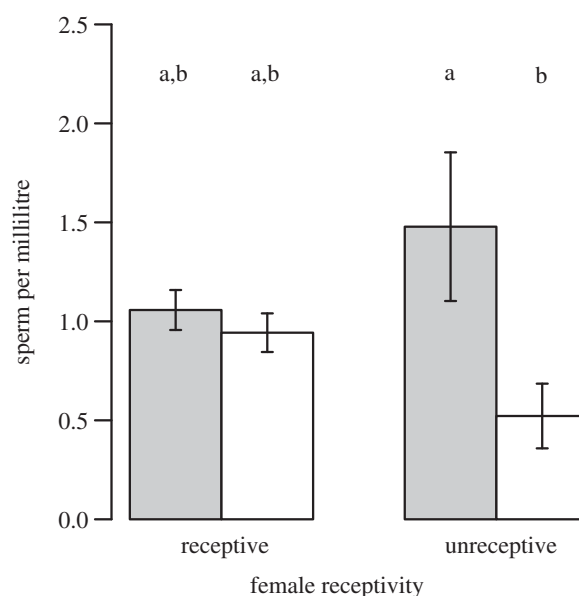 2.5
a,b a,b a b
2.0
1.5
1.0
0.5
0.0
sperm per millilitre
receptive unreceptive
female receptivity